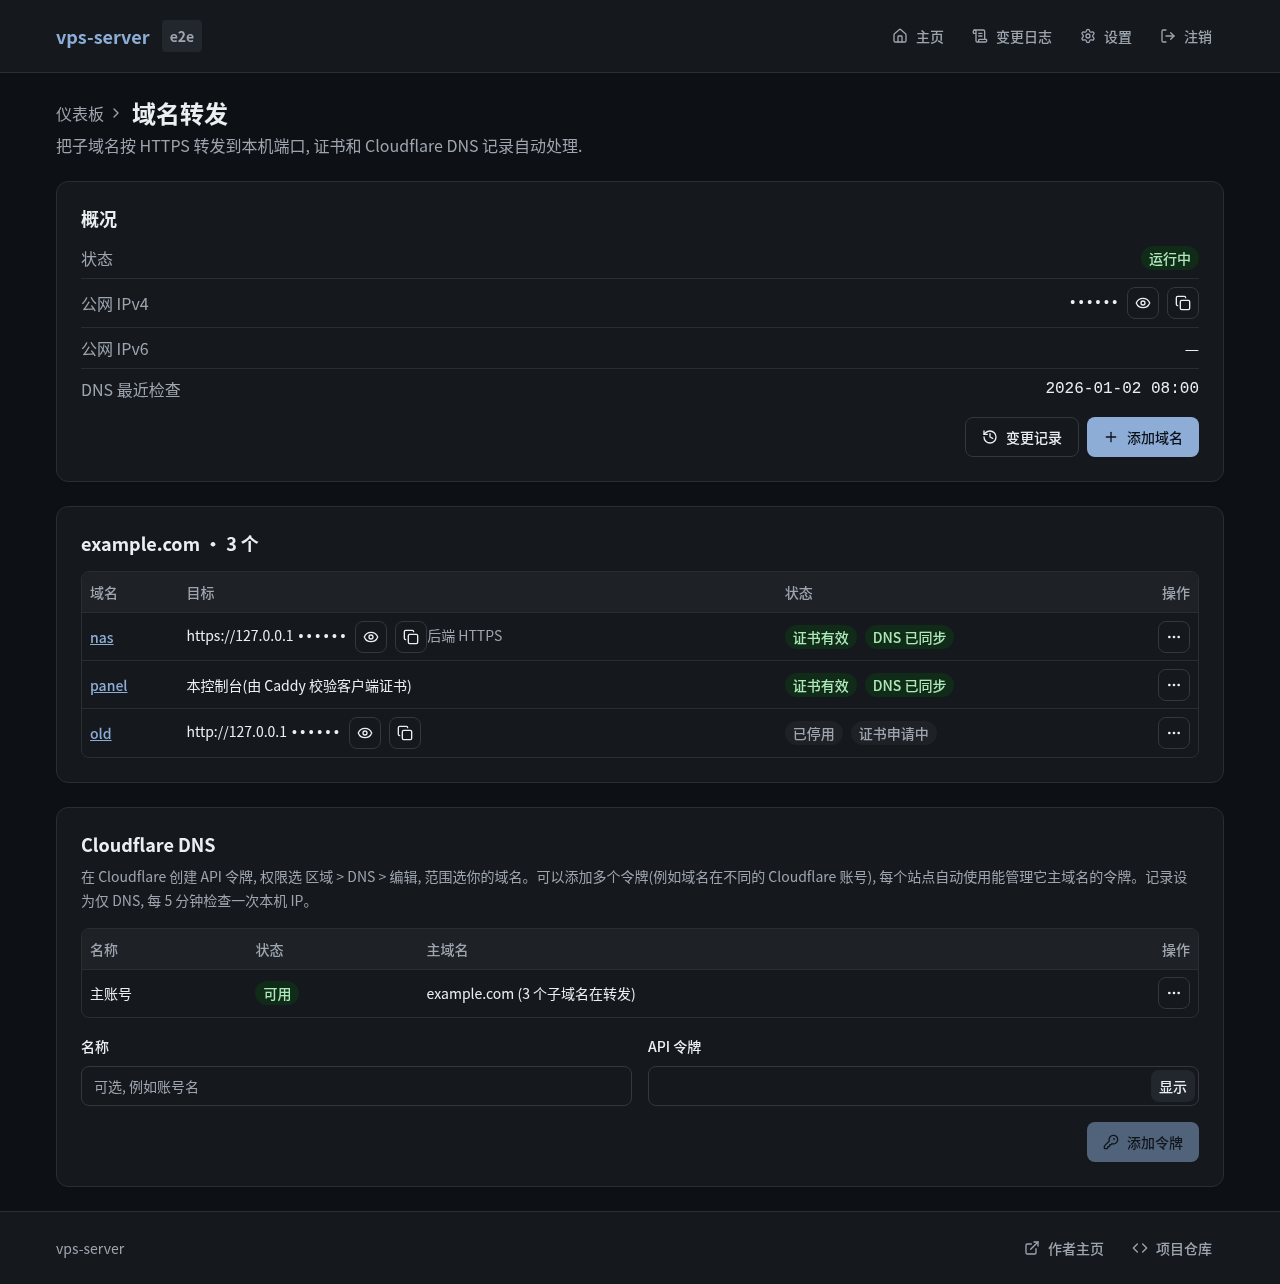 vps-server e2e 主页 变更日志 设置 注销
仪表板 > 域名转发
把子域名按 HTTPS 转发到本机端口, 证书和 Cloudflare DNS 记录自动处理.
概况
状态 运行中
公网 IPv4 ••••••
公网 IPv6 —
DNS 最近检查 2026-01-02 08:00
变更记录 添加域名
example.com · 3 个
域名 目标 状态 操作
nas https://127.0.0.1 •••••• 后端 HTTPS 证书有效 DNS 已同步 ···
panel 本控制台(由 Caddy 校验客户端证书) 证书有效 DNS 已同步 ···
old http://127.0.0.1 •••••• 已停用 证书申请中 ···
Cloudflare DNS
在 Cloudflare 创建 API 令牌, 权限选 区域 > DNS > 编辑, 范围选你的域名。可以添加多个令牌(例如域名在不同的 Cloudflare 账号), 每个站点自动使用能管理它主域名的令牌。记录设
为仅 DNS, 每 5 分钟检查一次本机 IP。
名称 状态 主域名 操作
主账号 可用 example.com (3 个子域名在转发) ···
名称 API 令牌
可选, 例如账号名 显示
添加令牌
vps-server 作者主页 项目仓库